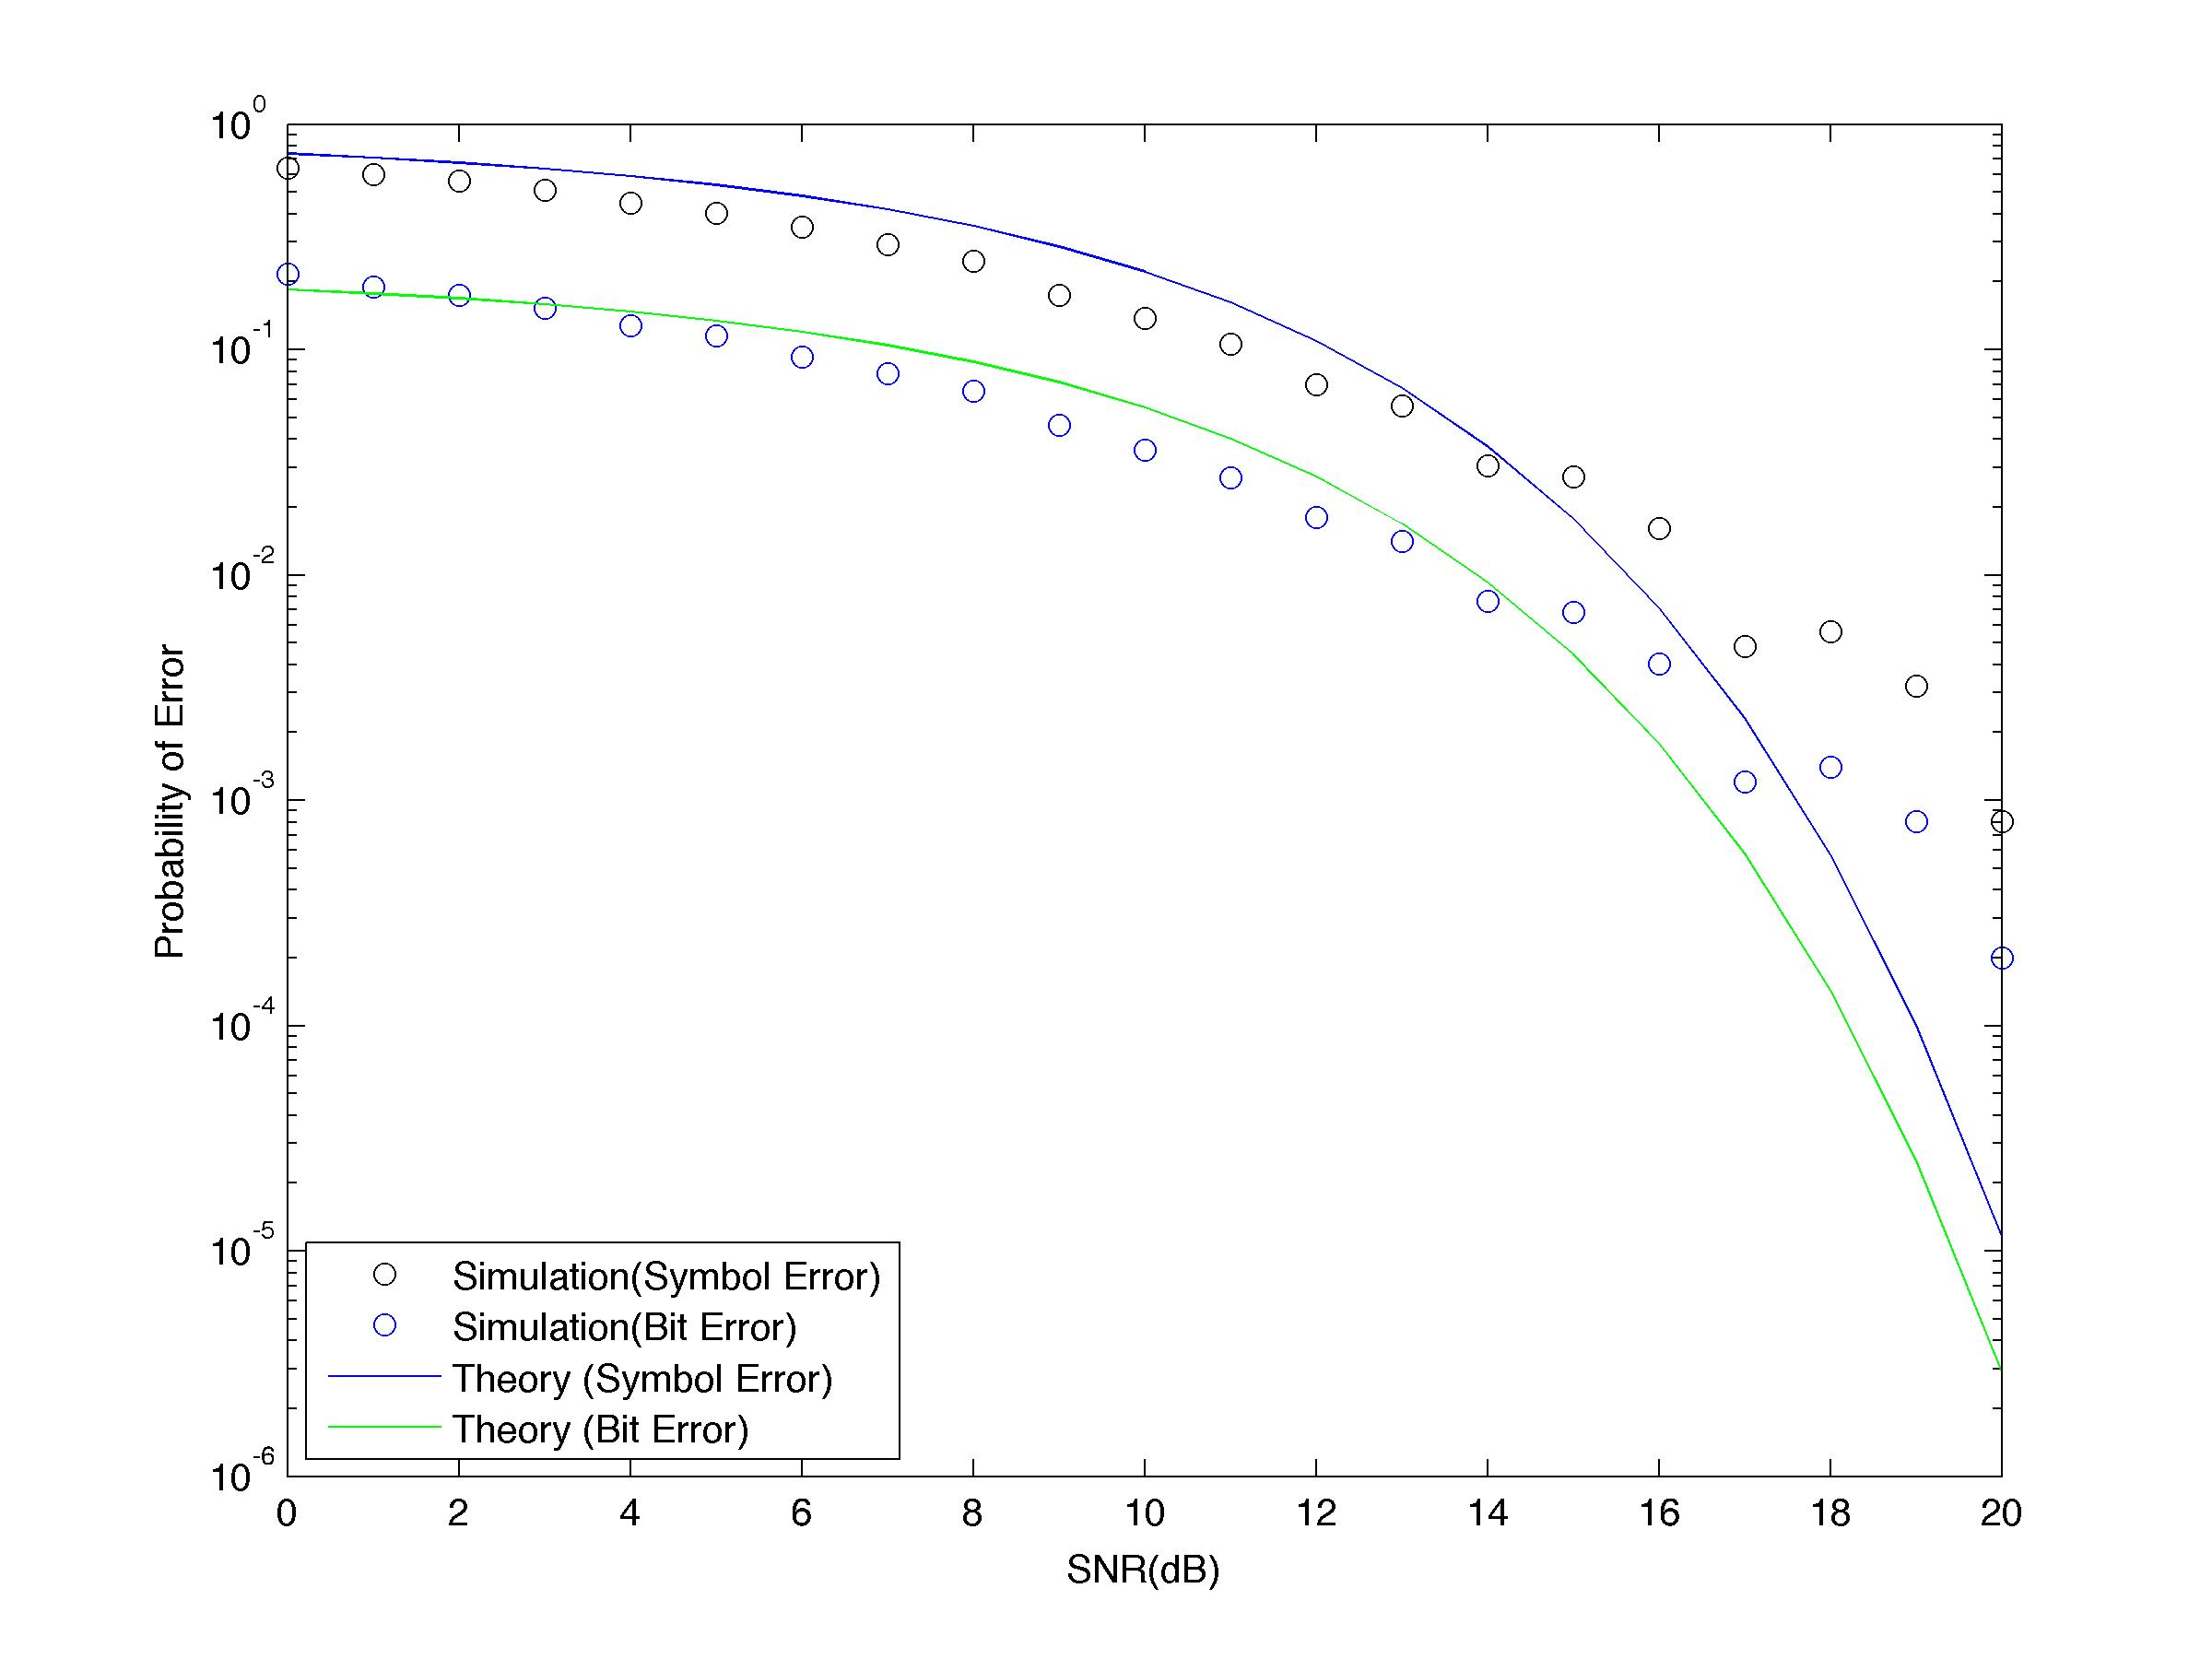 10^0
10^-1
10^-2
10^-3
10^-4
10^-5
10^-6
Probability of Error
Simulation(Symbol Error)
Simulation(Bit Error)
Theory (Symbol Error)
Theory (Bit Error)
0 2 4 6 8 10 12 14 16 18 20
SNR(dB)